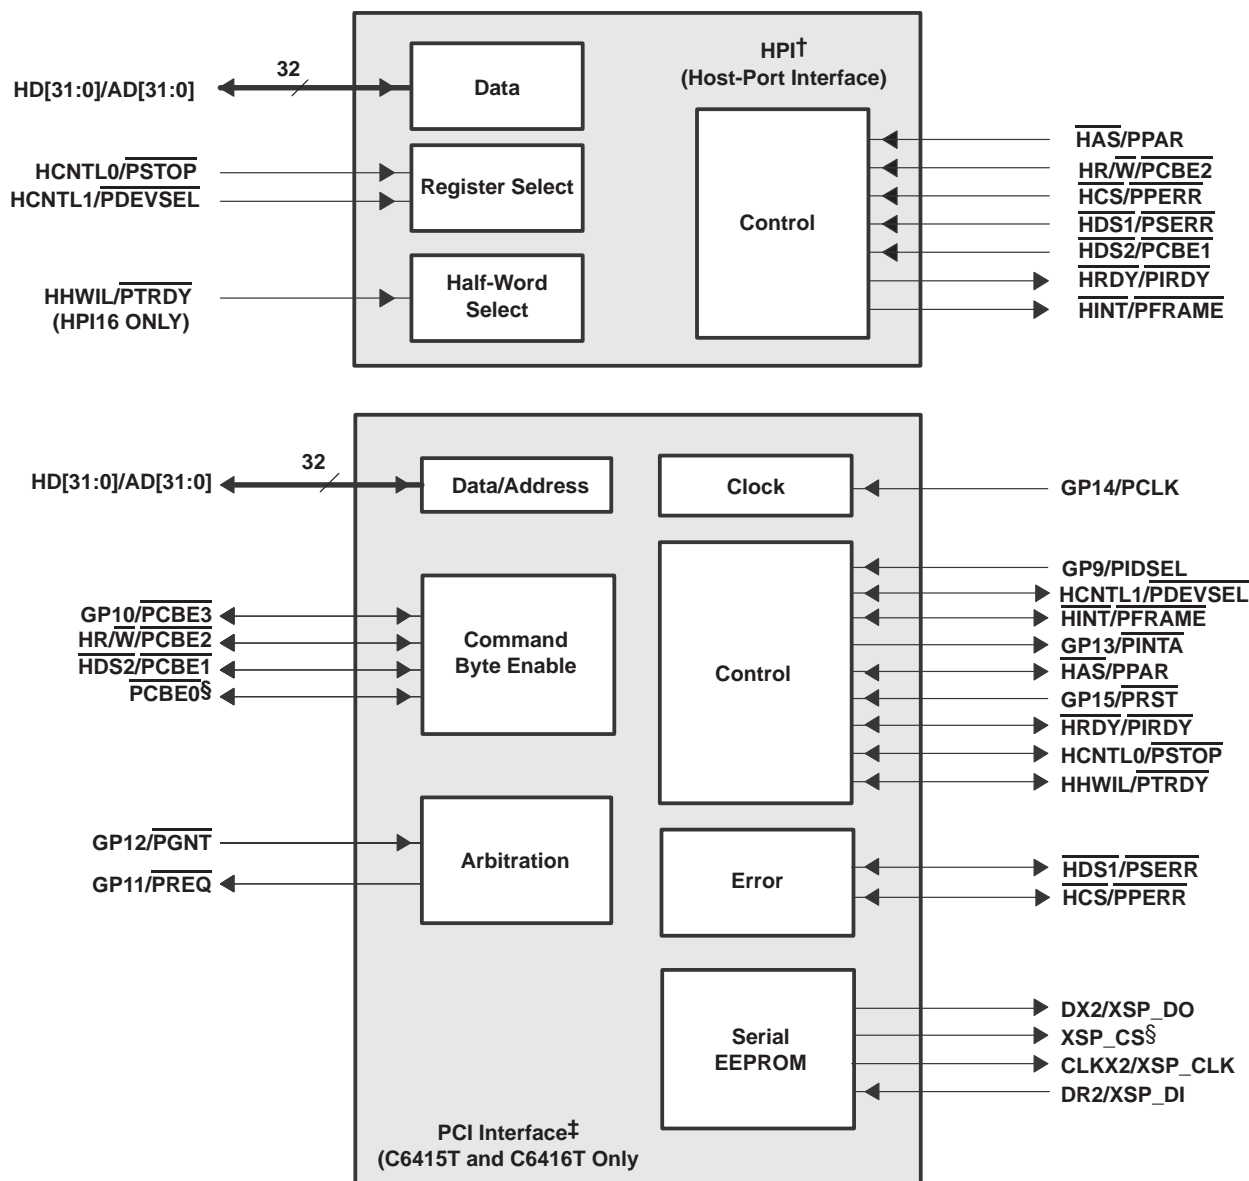 HPI†
(Host-Port Interface)
32
HD[31:0]/AD[31:0]
Data
HCNTL0/PSTOP
HCNTL1/PDEVSEL
Register Select
HHWIL/PTRDY
(HPI16 ONLY)
Half-Word
Select
Control
HAS/PPAR
HR/W/PCBE2
HCS/PPERR
HDS1/PSERR
HDS2/PCBE1
HRDY/PIRDY
HINT/PFRAME
32
HD[31:0]/AD[31:0]
Data/Address
Clock
GP14/PCLK
GP10/PCBE3
HR/W/PCBE2
HDS2/PCBE1
PCBE0§
Command
Byte Enable
Control
GP9/PIDSEL
HCNTL1/PDEVSEL
HINT/PFRAME
GP13/PINTA
HAS/PPAR
GP15/PRST
HRDY/PIRDY
HCNTL0/PSTOP
HHWIL/PTRDY
GP12/PGNT
GP11/PREQ
Arbitration
Error
HDS1/PSERR
HCS/PPERR
Serial
EEPROM
DX2/XSP_DO
XSP_CS§
CLKX2/XSP_CLK
DR2/XSP_DI
PCI Interface‡
(C6415T and C6416T Only